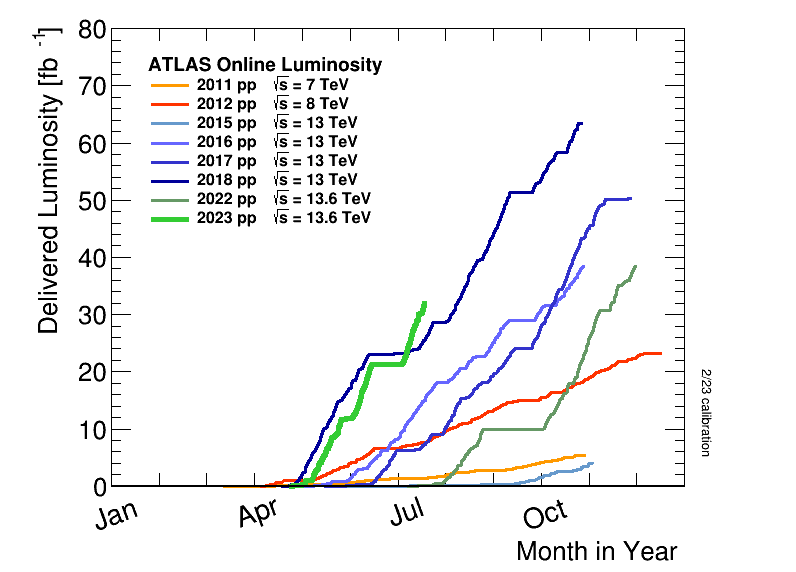 80
70
60
50
40
30
20
10
0
Delivered Luminosity [fb⁻¹]
ATLAS Online Luminosity
2011 pp √s = 7 TeV
2012 pp √s = 8 TeV
2015 pp √s = 13 TeV
2016 pp √s = 13 TeV
2017 pp √s = 13 TeV
2018 pp √s = 13 TeV
2022 pp √s = 13.6 TeV
2023 pp √s = 13.6 TeV
2/23 calibration
Jan
Apr
Jul
Oct
Month in Year